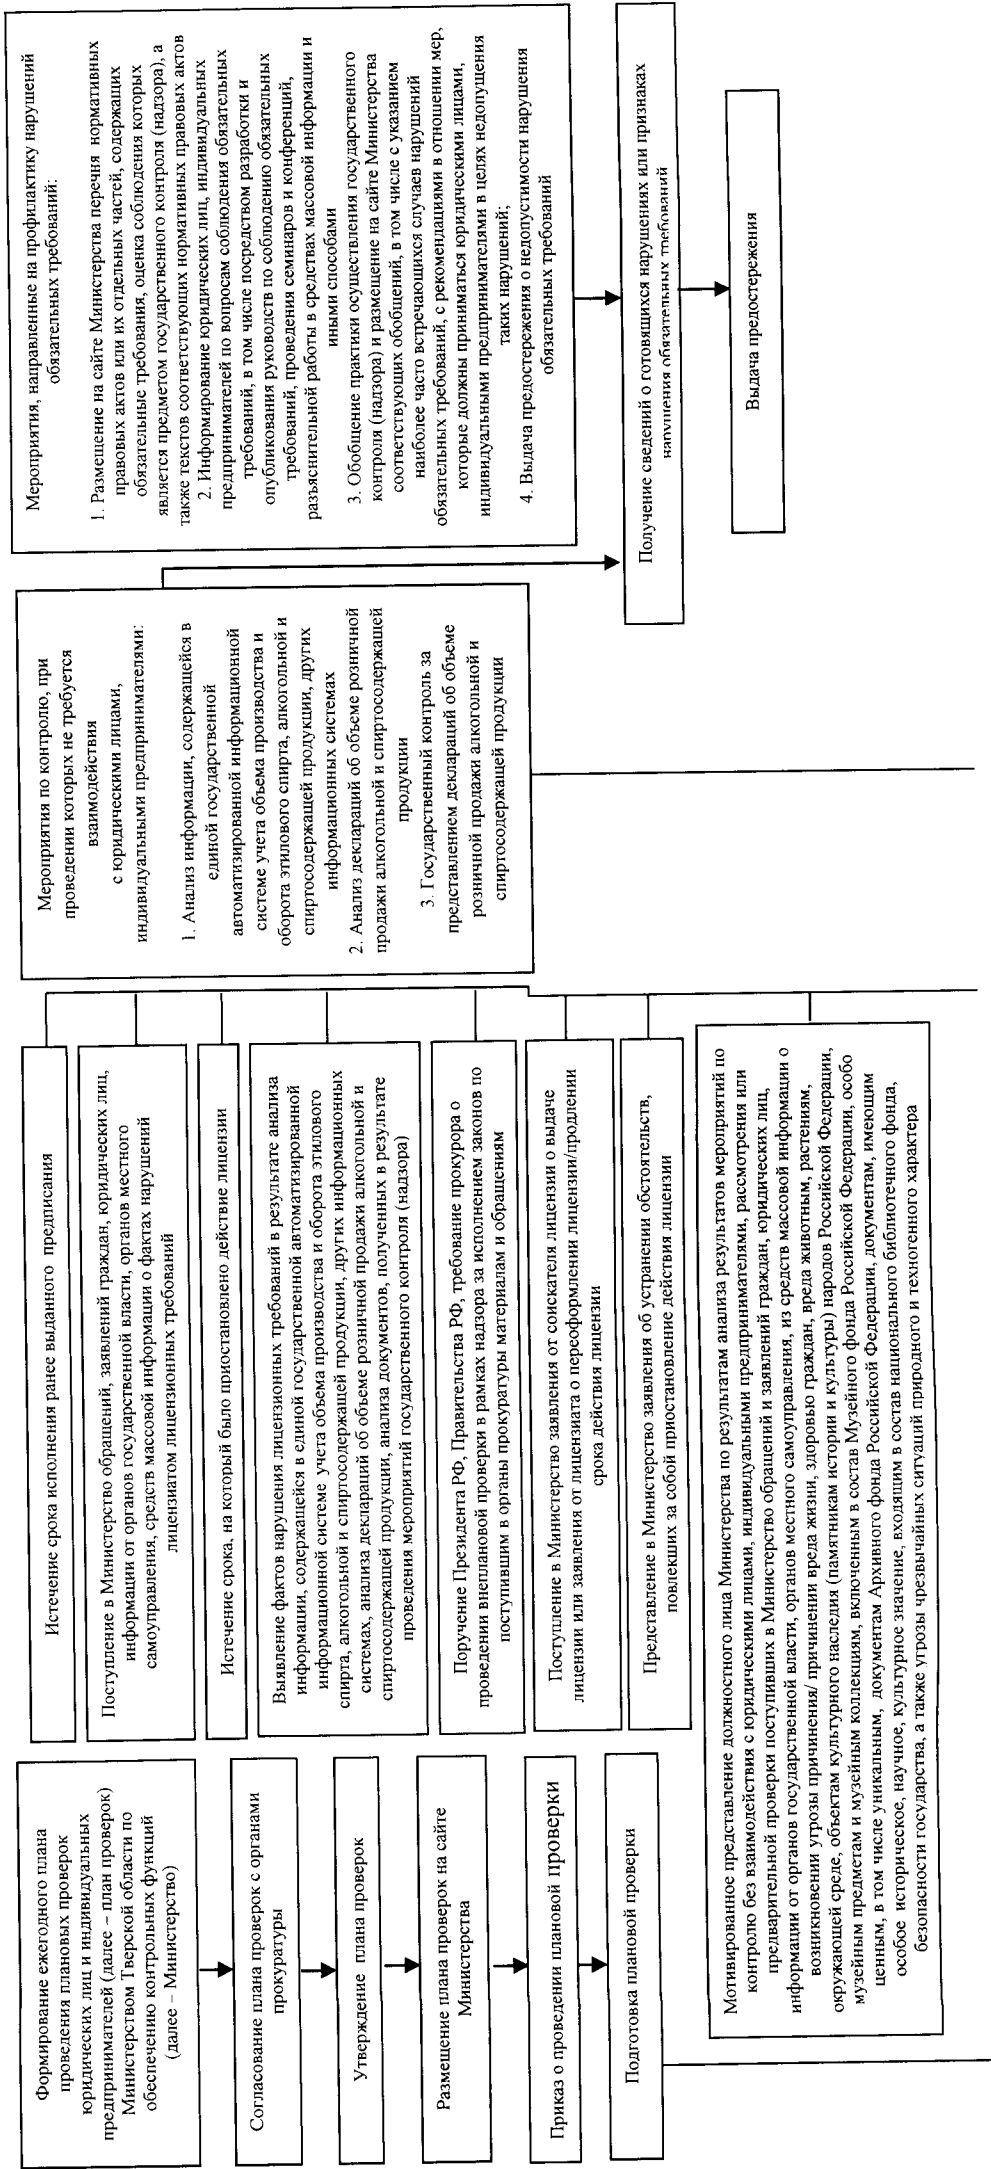 Формирование ежегодного плана
проведения плановых проверок
юридических лиц и индивидуальных
предпринимателей (далее – план проверок)
Министерством Тверской области по
обеспечению контрольных функций
(далее – Министерство)
Согласование плана проверок с органами
прокуратуры
Утверждение плана проверок
Размещение плана проверок на сайте
Министерства
Приказ о проведении плановой проверки
Подготовка плановой проверки
Истечение срока исполнения ранее выданного предписания
Поступление в Министерство обращений, заявлений граждан, юридических лиц,
информации от органов государственной власти, органов местного
самоуправления, средств массовой информации о фактах нарушений
лицензиатом лицензионных требований
Истечение срока, на который было приостановлено действие лицензии
Выявление фактов нарушения лицензионных требований в результате анализа
информации, содержащейся в единой государственной автоматизированной
информационной системе учета объема производства и оборота этилового
спирта, алкогольной и спиртосодержащей продукции, других информационных
системах, анализа деклараций об объеме розничной продажи алкогольной и
спиртосодержащей продукции, анализа документов, полученных в результате
проведения мероприятий государственного контроля (надзора)
Поручение Президента РФ, Правительства РФ, требование прокурора о
проведении внеплановой проверки в рамках надзора за исполнением законов по
поступившим в органы прокуратуры материалам и обращениям
Поступление в Министерство заявления от соискателя лицензии о выдаче
лицензии или заявления от лицензиата о переоформлении лицензии/продлении
срока действия лицензии
Представление в Министерство заявления об устранении обстоятельств,
повлекших за собой приостановление действия лицензии
Мотивированное представление должностного лица Министерства по результатам анализа результатов мероприятий по
контролю без взаимодействия с юридическими лицами, индивидуальными предпринимателями, рассмотрения или
предварительной проверки поступивших в Министерство обращений и заявлений граждан, юридических лиц,
информации от органов государственной власти, органов местного самоуправления, из средств массовой информации о
возникновении угрозы причинения/ причинении вреда жизни, здоровью граждан, вреда животным, растениям,
окружающей среде, объектам культурного наследия (памятникам истории и культуры) народов Российской Федерации,
музейным предметам и музейным коллекциям, включенным в состав Музейного фонда Российской Федерации, особо
ценным, в том числе уникальным, документам Архивного фонда Российской Федерации, документам, имеющим
особое историческое, научное, культурное значение, входящим в состав национального библиотечного фонда,
безопасности государства, а также угрозы чрезвычайных ситуаций природного и техногенного характера
Мероприятия по контролю, при
проведении которых не требуется
взаимодействия
с юридическими лицами,
индивидуальными предпринимателями:
1. Анализ информации, содержащейся в
единой государственной
автоматизированной информационной
системе учета объема производства и
оборота этилового спирта, алкогольной и
спиртосодержащей продукции, других
информационных системах
2. Анализ деклараций об объеме розничной
продажи алкогольной и спиртосодержащей
продукции
3. Государственный контроль за
представлением деклараций об объеме
розничной продажи алкогольной и
спиртосодержащей продукции
Мероприятия, направленные на профилактику нарушений
обязательных требований:
1. Размещение на сайте Министерства перечня нормативных
правовых актов или их отдельных частей, содержащих
обязательные требования, оценка соблюдения которых
является предметом государственного контроля (надзора), а
также текстов соответствующих нормативных правовых актов
2. Информирование юридических лиц, индивидуальных
предпринимателей по вопросам соблюдения обязательных
требований, в том числе посредством разработки и
опубликования руководств по соблюдению обязательных
требований, проведения семинаров и конференций,
разъяснительной работы в средствах массовой информации и
иными способами
3. Обобщение практики осуществления государственного
контроля (надзора) и размещение на сайте Министерства
соответствующих обобщений, в том числе с указанием
наиболее часто встречающихся случаев нарушений
обязательных требований, с рекомендациями в отношении мер,
которые должны приниматься юридическими лицами,
индивидуальными предпринимателями в целях недопущения
таких нарушений;
4. Выдача предостережения о недопустимости нарушения
обязательных требований
Получение сведений о готовящихся нарушениях или признаках
нарушения обязательных требований
Выдача предостережения